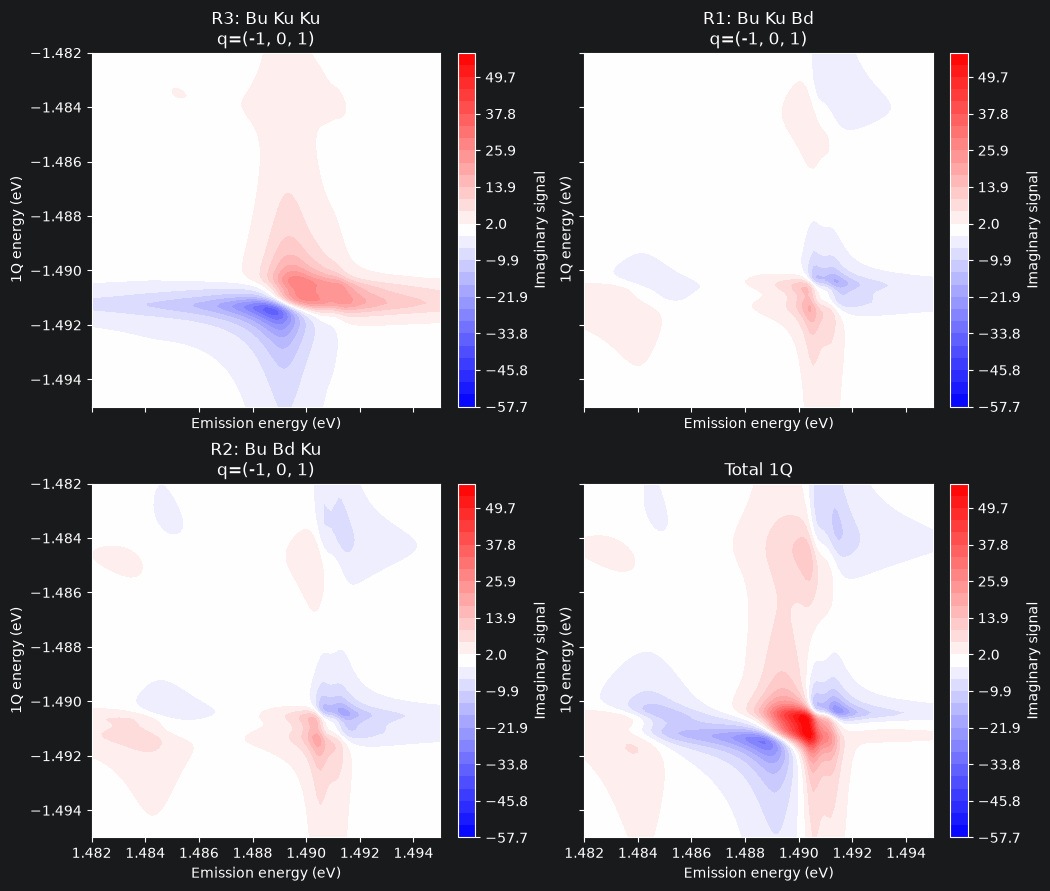 R3: Bu Ku Ku
q=(-1, 0, 1)
R1: Bu Ku Bd
q=(-1, 0, 1)
−1.482
−1.484
−1.486
−1.488
−1.490
−1.492
−1.494
1Q energy (eV)
Emission energy (eV)
49.7
37.8
25.9
13.9
2.0
−9.9
−21.9
−33.8
−45.8
−57.7
Imaginary signal
1Q energy (eV)
Emission energy (eV)
49.7
37.8
25.9
13.9
2.0
−9.9
−21.9
−33.8
−45.8
−57.7
Imaginary signal
R2: Bu Bd Ku
q=(-1, 0, 1)
Total 1Q
−1.482
−1.484
−1.486
−1.488
−1.490
−1.492
−1.494
1Q energy (eV)
1.482 1.484 1.486 1.488 1.490 1.492 1.494
Emission energy (eV)
49.7
37.8
25.9
13.9
2.0
−9.9
−21.9
−33.8
−45.8
−57.7
Imaginary signal
1Q energy (eV)
1.482 1.484 1.486 1.488 1.490 1.492 1.494
Emission energy (eV)
49.7
37.8
25.9
13.9
2.0
−9.9
−21.9
−33.8
−45.8
−57.7
Imaginary signal